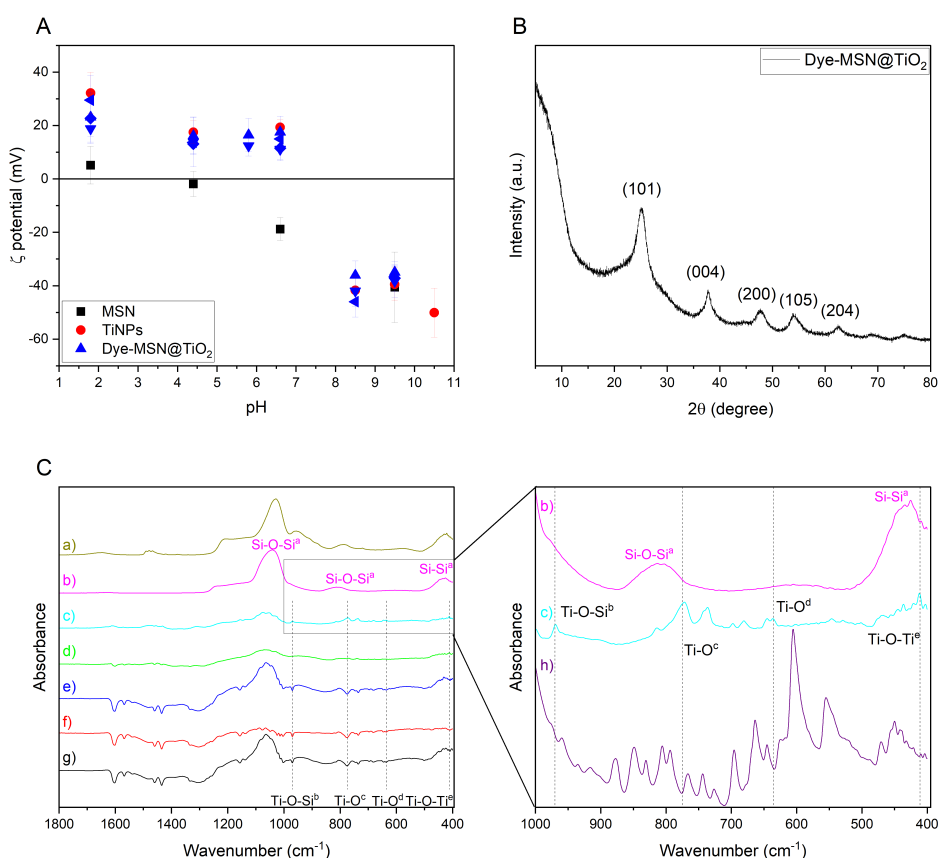 A
ζ potential (mV)
40
20
0
-20
-40
-60
MSN
TiNPs
Dye-MSN@TiO₂
1 2 3 4 5 6 7 8 9 10 11
pH
B
Intensity (a.u.)
Dye-MSN@TiO₂
(101)
(004)
(200)
(105)
(204)
10 20 30 40 50 60 70 80
2θ (degree)
C
Absorbance
a)
Si-O-Siᵃ
b)
Si-O-Siᵃ
Si-Siᵃ
c)
d)
e)
f)
g)
Ti-O-Siᵇ Ti-Oᶜ Ti-Oᵈ Ti-O-Tiᵉ
1800 1600 1400 1200 1000 800 600 400
Wavenumber (cm⁻¹)
Absorbance
b)
Si-Siᵃ
Si-O-Siᵃ
c)
Ti-O-Siᵇ
Ti-Oᵈ
Ti-Oᶜ
Ti-O-Tiᵉ
h)
1000 900 800 700 600 500 400
Wavenumber (cm⁻¹)